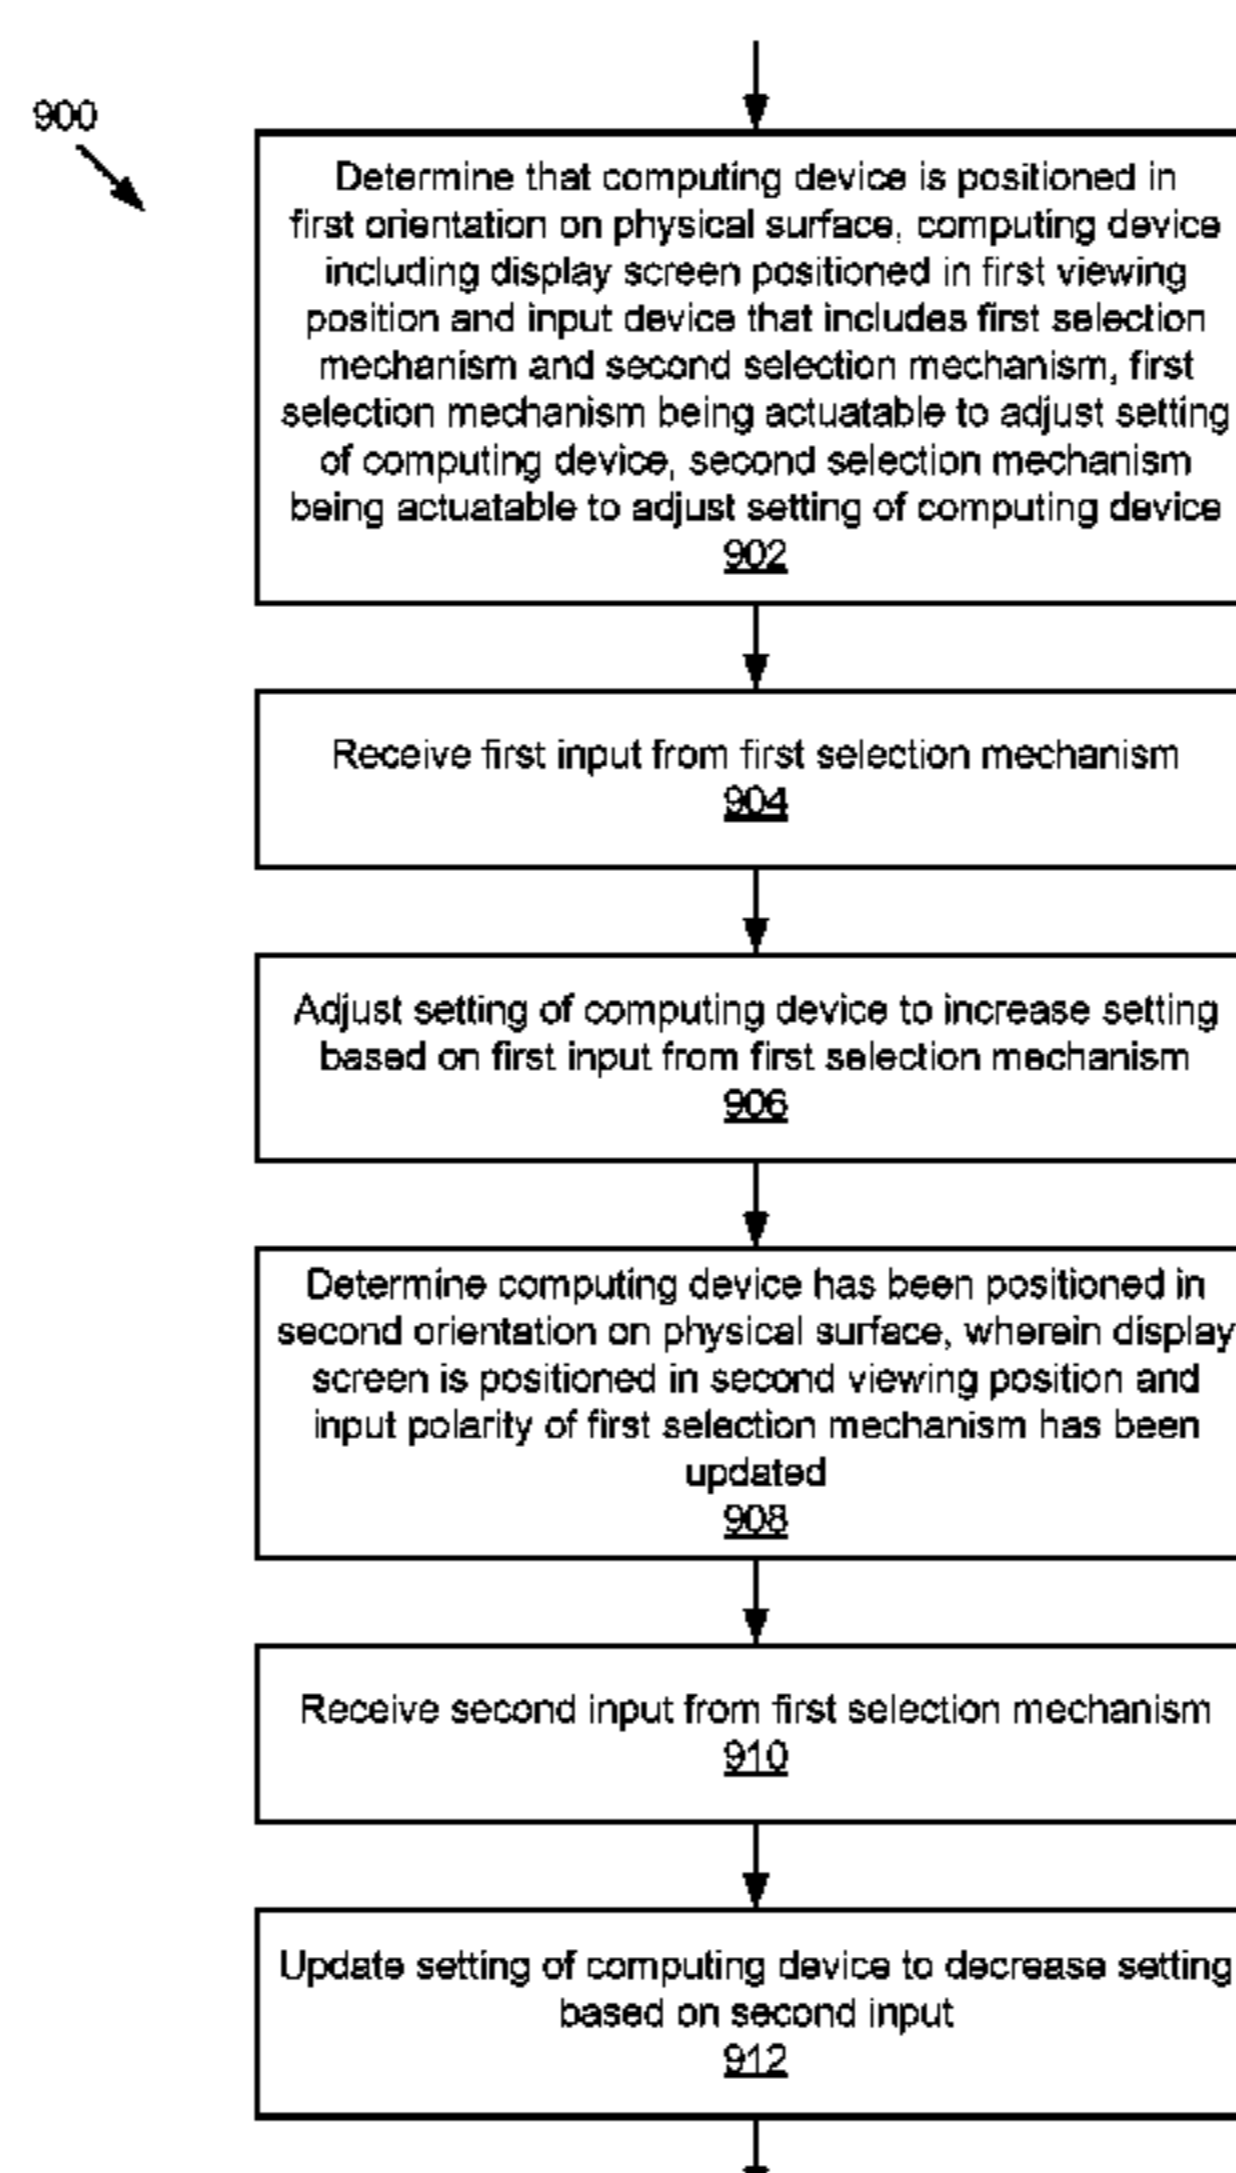 900
Determine that computing device is positioned in
first orientation on physical surface, computing device
including display screen positioned in first viewing
position and input device that includes first selection
mechanism and second selection mechanism, first
selection mechanism being actuatable to adjust setting
of computing device, second selection mechanism
being actuatable to adjust setting of computing device
902
Receive first input from first selection mechanism
904
Adjust setting of computing device to increase setting
based on first input from first selection mechanism
906
Determine computing device has been positioned in
second orientation on physical surface, wherein display
screen is positioned in second viewing position and
input polarity of first selection mechanism has been
updated
908
Receive second input from first selection mechanism
910
Update setting of computing device to decrease setting
based on second input
912